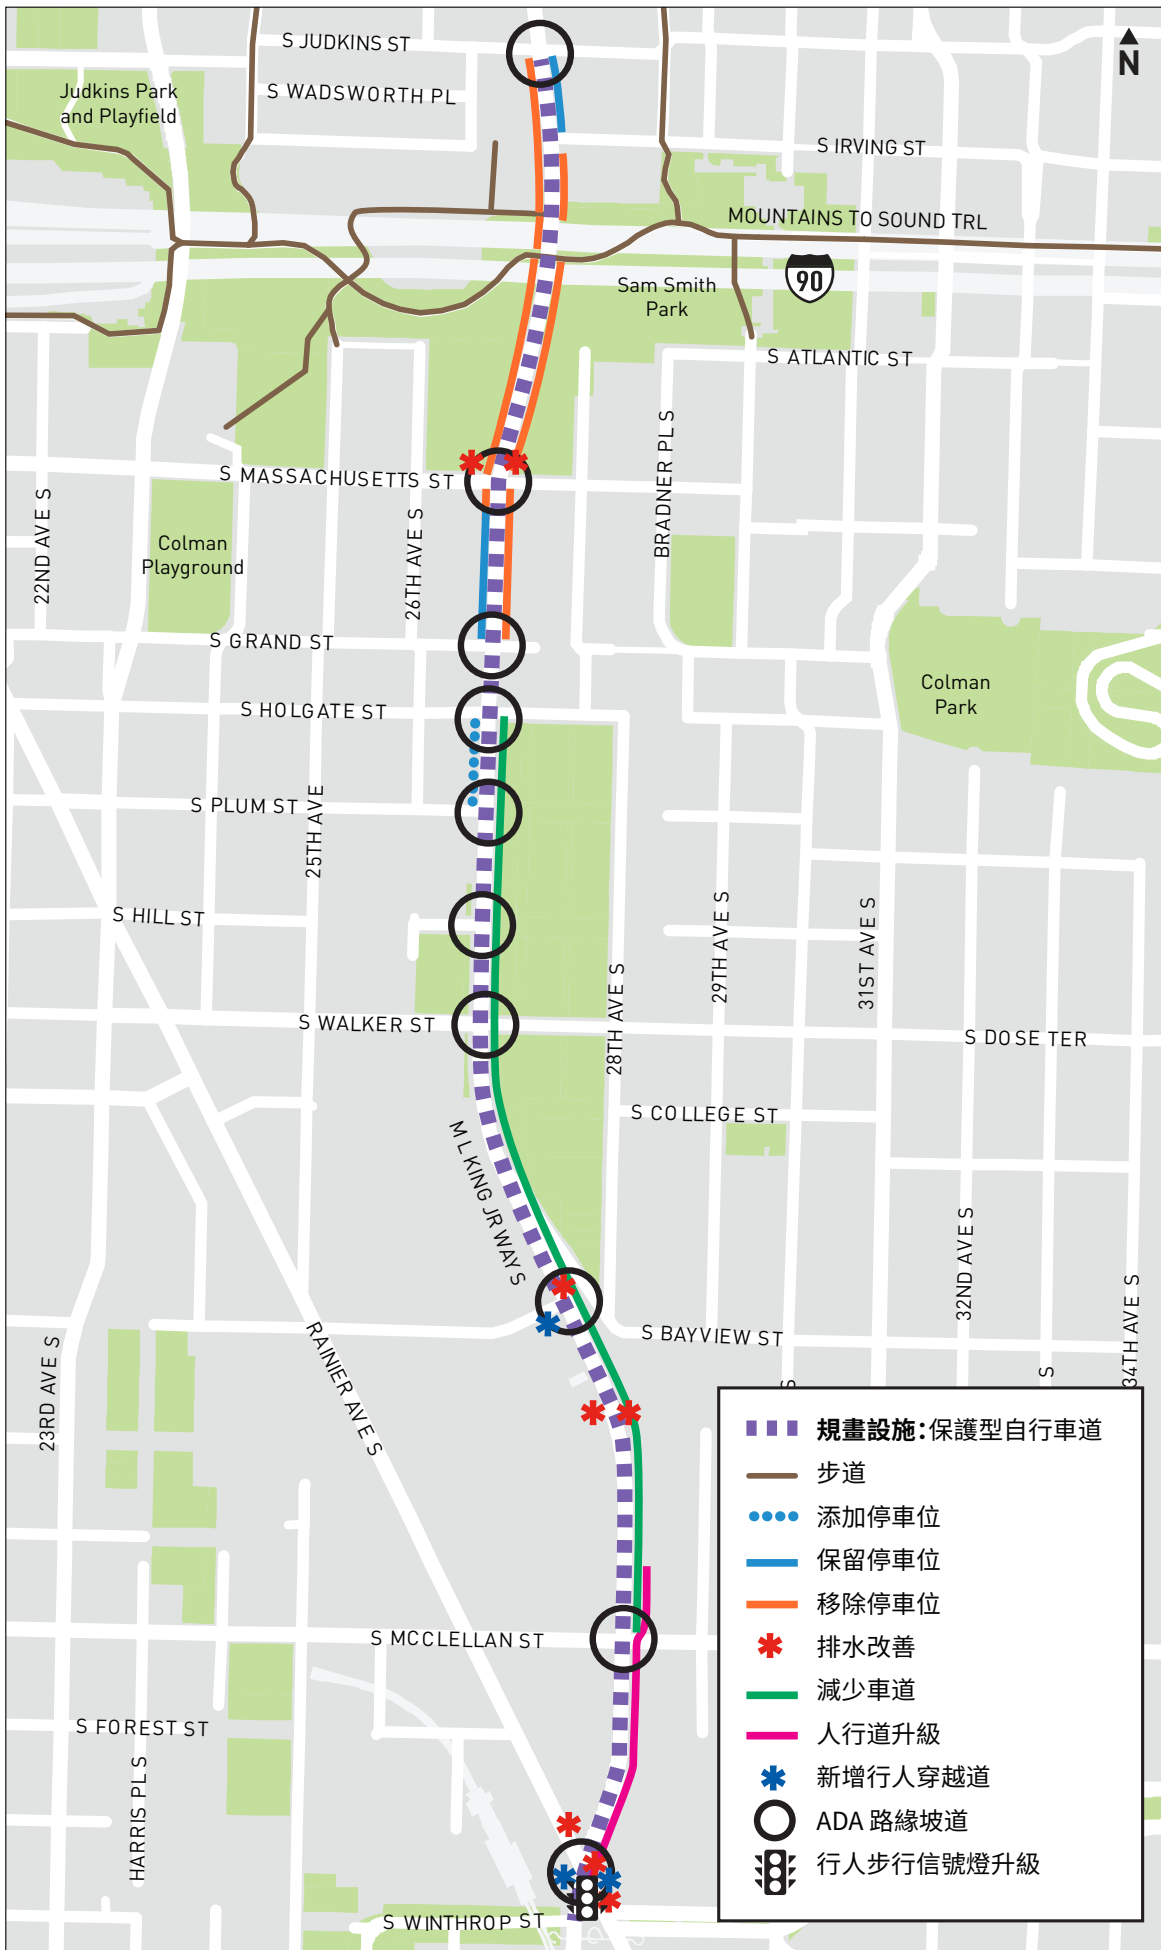 S JUDKINS ST
N
Judkins Park
and Playfield
S WADSWORTH PL
S IRVING ST
MOUNTAINS TO SOUND TRL
90
Sam Smith
Park
S ATLANTIC ST
BRADNER PL S
S MASSACHUSETTS ST
22ND AVE S
26TH AVE S
Colman
Playground
S GRAND ST
Colman
Park
S HOLGATE ST
S PLUM ST
25TH AVE
S HILL ST
29TH AVE S
31ST AVE S
28TH AVE S
S WALKER ST
S DOSE TER
S COLLEGE ST
M L KING JR WAY S
32ND AVE S
34TH AVE S
S BAYVIEW ST
RAINIER AVE S
23RD AVE S
S
S
規畫設施:保護型自行車道
步道
添加停車位
保留停車位
移除停車位
排水改善
減少車道
人行道升級
新增行人穿越道
ADA 路緣坡道
行人步行信號燈升級
S MCCLELLAN ST
S FOREST ST
HARRIS PL S
S WINTHROP ST